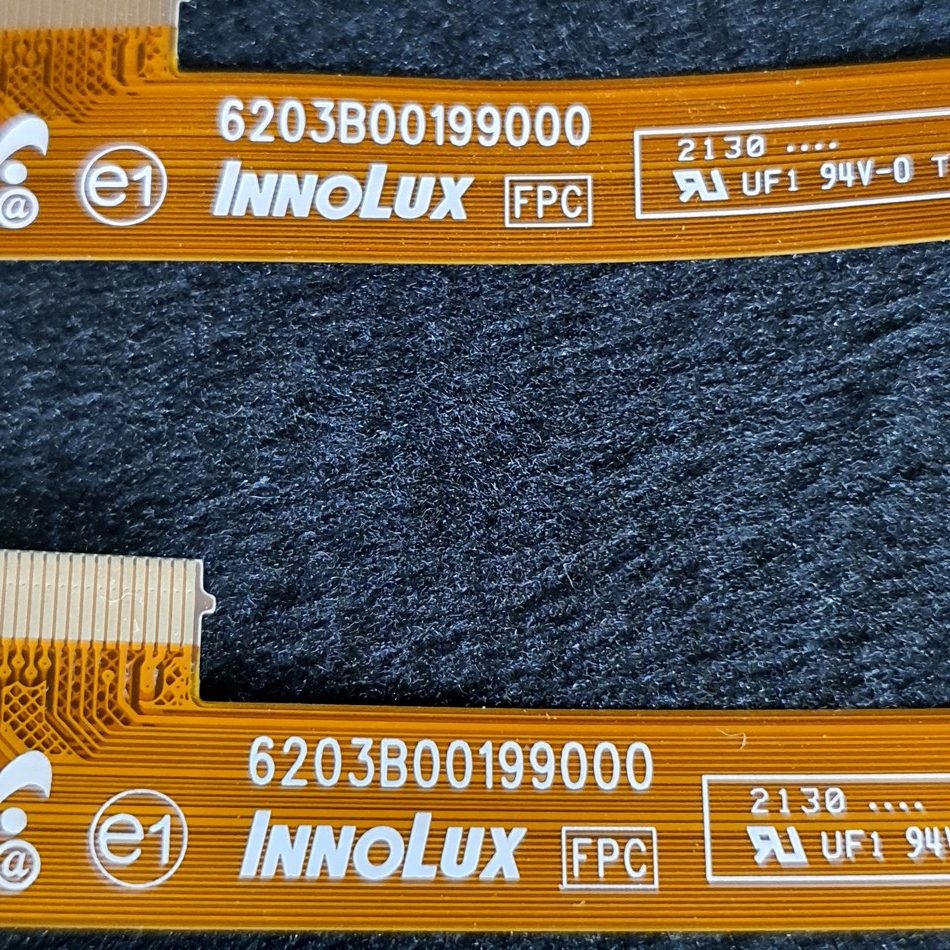 6203B00199000
2130 ....
@ e1 INNOLUX FPC
UF1 94V-0 T
6203B00199000
2130 ....
@ e1 INNOLUX FPC
UF1 94V